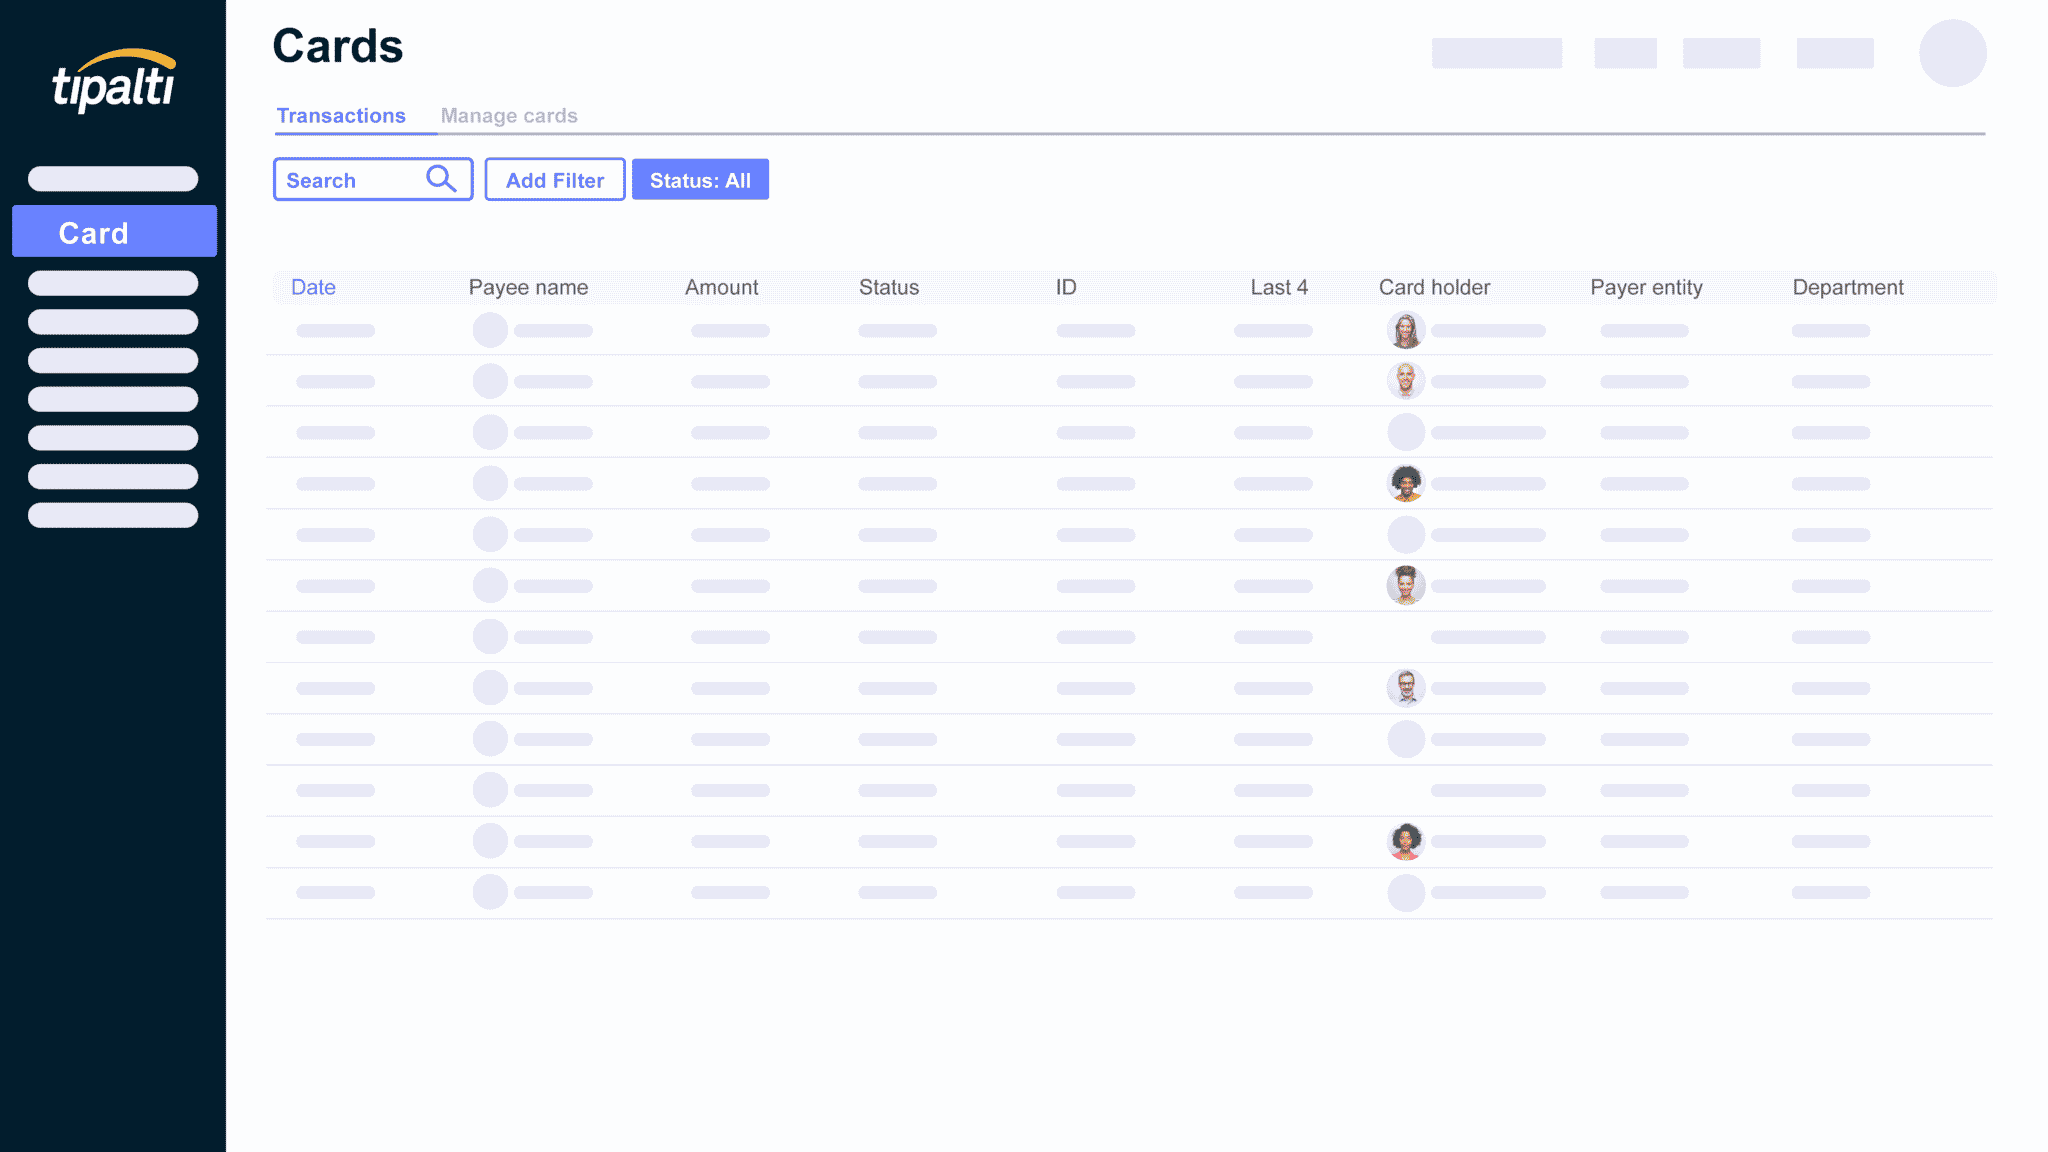 tipalti
Card
Cards
Transactions Manage cards
Search Add Filter Status: All
Date Payee name Amount Status ID Last 4 Card holder Payer entity Department